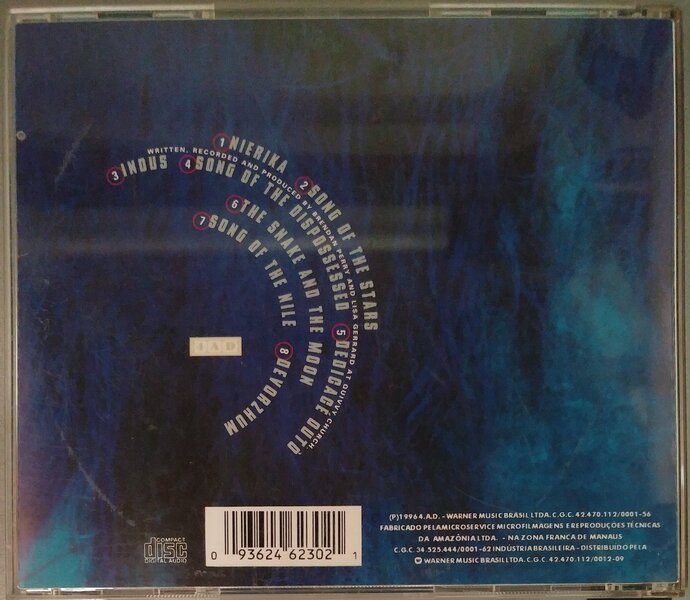 1 NIERIKA
WRITTEN, RECORDED AND PRODUCED BY BRENDAN PERRY AND LISA GERRARD AT QUIVVY CHURCH.
2 SONG OF THE STARS
3 INDUS
4 SONG OF THE DISPOSSESSED
5 DEDICACÉ OUTÒ
6 THE SNAKE AND THE MOON
7 SONG OF THE NILE
8 DEVORZHUM
4AD
COMPACT
disc
DIGITAL AUDIO
0 93624 62302 1
(P)1996 4.A.D. - WARNER MUSIC BRASIL LTDA. C.G.C. 42.470.112/0001-56
FABRICADO PELAMICROSERVICE MICROFILMAGENS E REPRODUÇÕES TÉCNICAS
DA AMAZÔNIA LTDA. - NA ZONA FRANCA DE MANAUS
C.G.C. 34.525.444/0001-62 INDÚSTRIA BRASILEIRA - DISTRIBUIDO PELA
WARNER MUSIC BRASIL LTDA. C.G.C. 42.470.112/0012-09